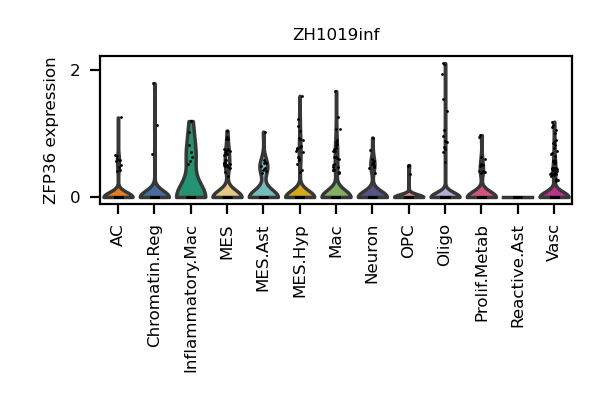 ZH1019inf
ZFP36 expression
2
0
AC
Chromatin.Reg
Inflammatory.Mac
MES
MES.Ast
MES.Hyp
Mac
Neuron
OPC
Oligo
Prolif.Metab
Reactive.Ast
Vasc